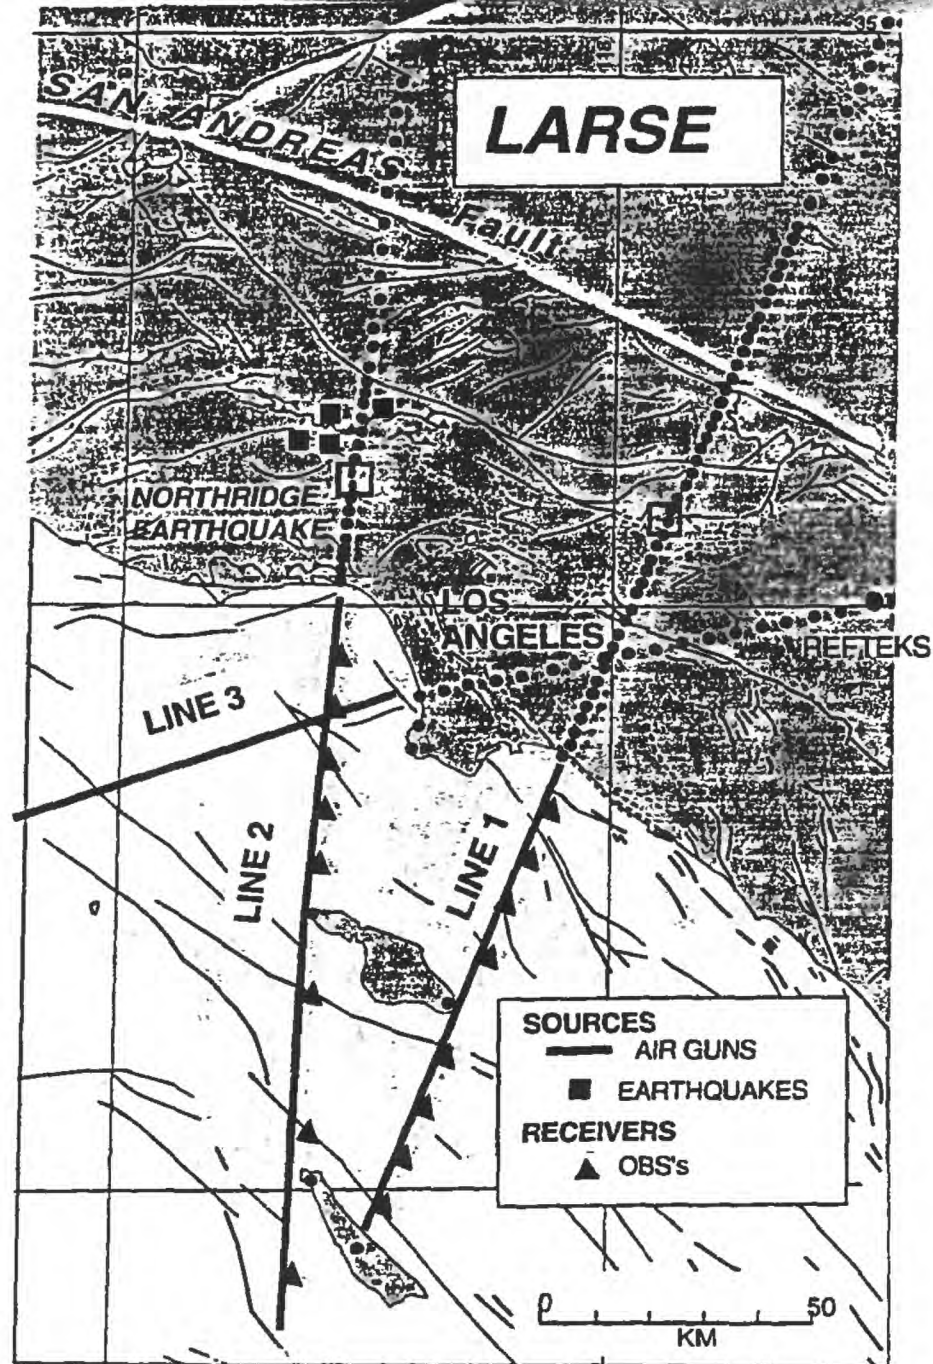 35
LARSE
SAN ANDREAS
Fault
NORTHRIDGE
EARTHQUAKE
LOS
ANGELES
REFTEKS
LINE 3
LINE 2
LINE 1
SOURCES
AIR GUNS
EARTHQUAKES
RECEIVERS
OBS's
0
50
KM